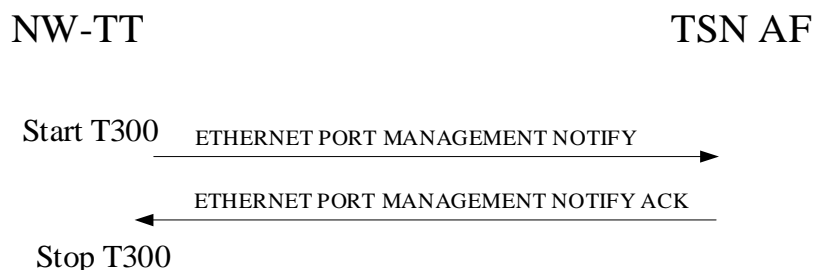 NW-TT
TSN AF
Start T300
ETHERNET PORT MANAGEMENT NOTIFY
ETHERNET PORT MANAGEMENT NOTIFY ACK
Stop T300